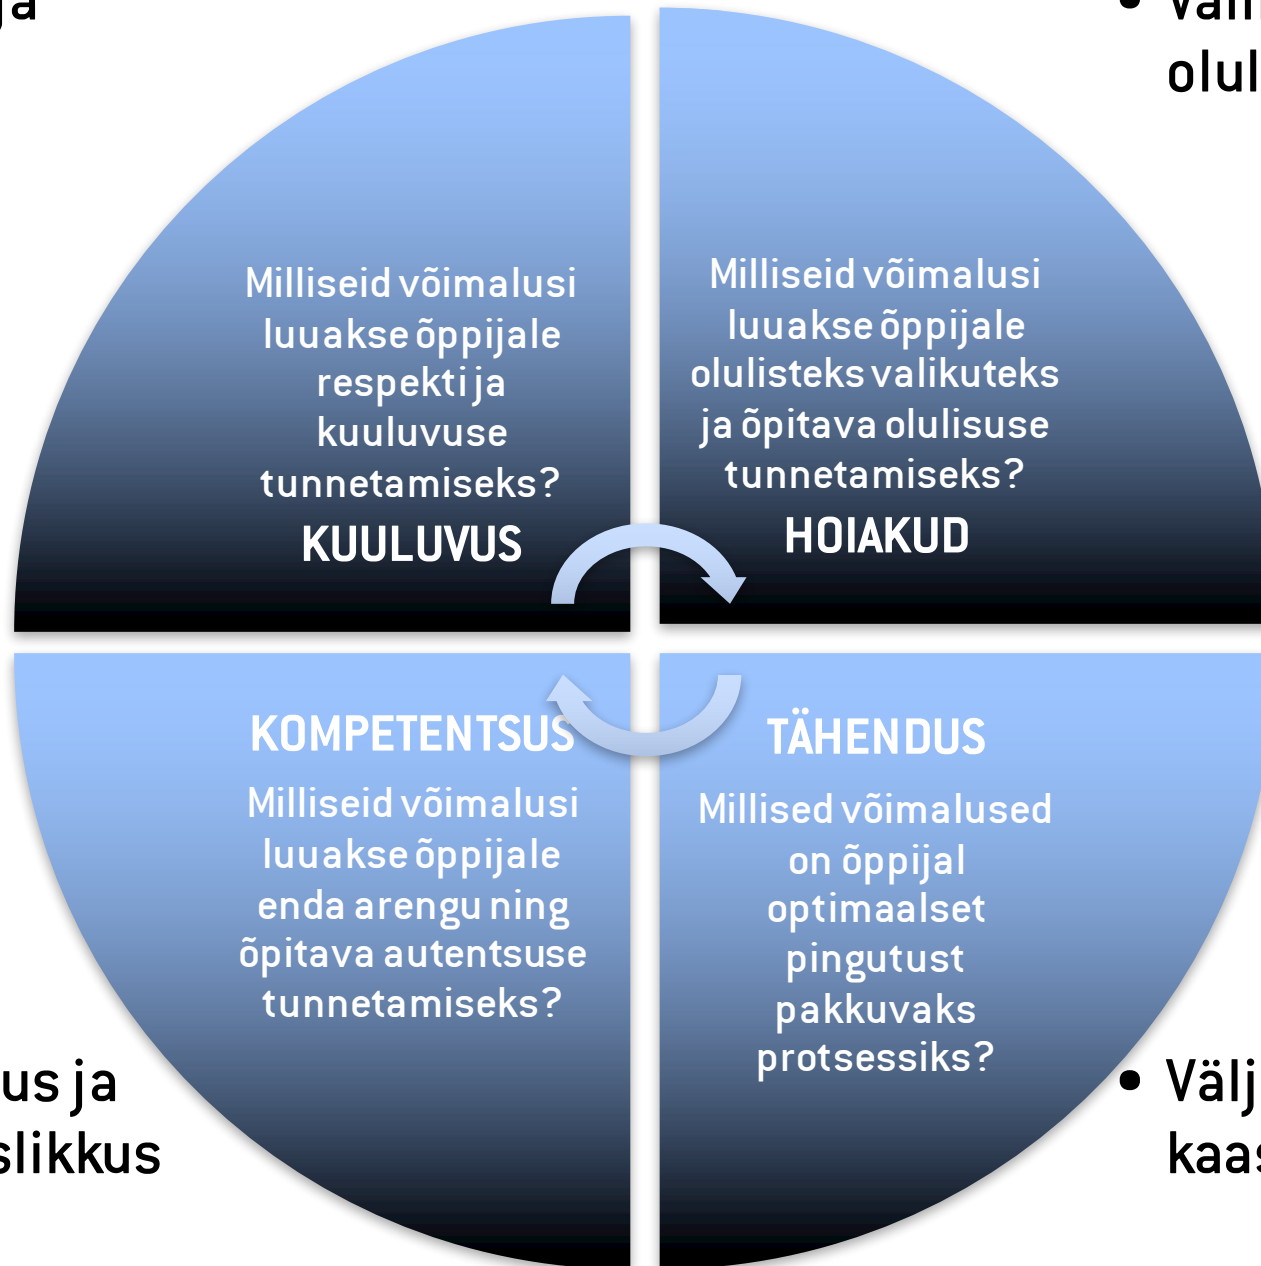 ja
Milliseid võimalusi
luuakse õppijale
respekti ja
kuuluvuse
tunnetamiseks?
KUULUVUS
Milliseid võimalusi
luuakse õppijale
olulisteks valikuteks
ja õpitava olulisuse
tunnetamiseks?
HOIAKUD
KOMPETENTSUS
Milliseid võimalusi
luuakse õppijale
enda arengu ning
õpitava autentsuse
tunnetamiseks?
TÄHENDUS
Millised võimalused
on õppijal
optimaalset
pingutust
pakkuvaks
protsessiks?
us ja
slikkus
• Välj
kaas
olul